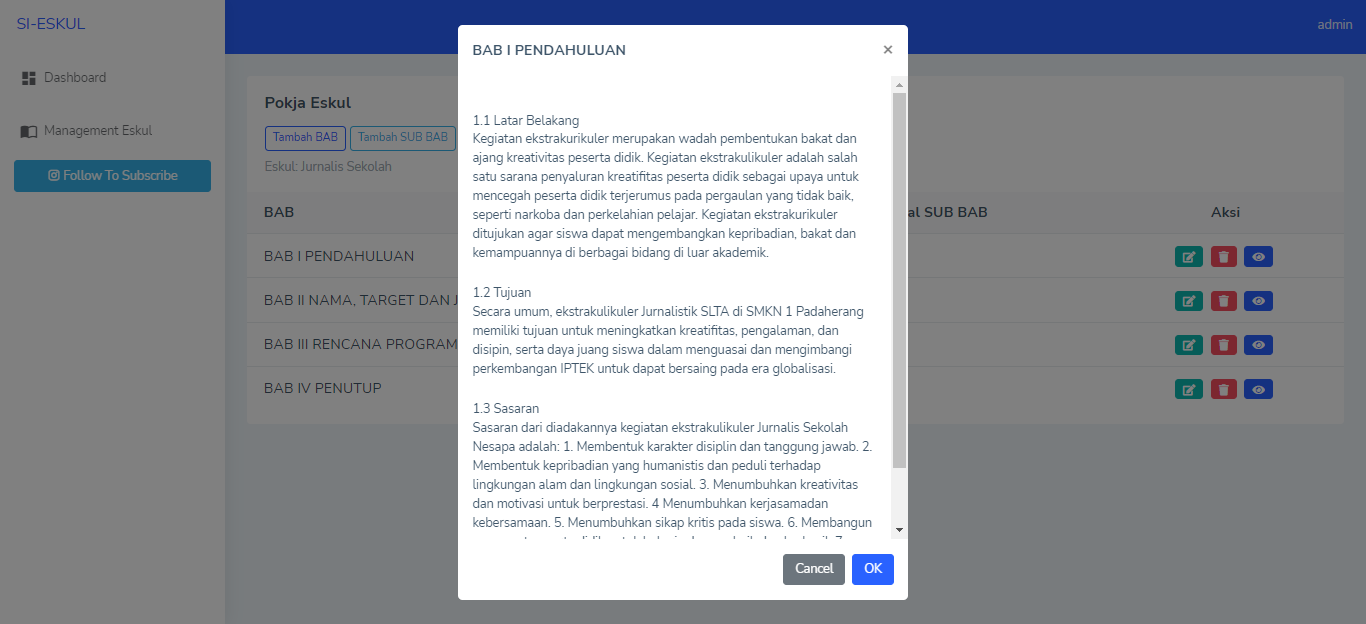 SI-ESKUL
admin
Dashboard
Management Eskul
Follow To Subscribe
Pokja Eskul
Tambah BAB
Tambah SUB BAB
Eskul: Jurnalis Sekolah
BAB
SUB BAB
Aksi
BAB I PENDAHULUAN
BAB II NAMA, TARGET DAN
BAB III RENCANA PROGRAM
BAB IV PENUTUP
BAB I PENDAHULUAN
×
1.1 Latar Belakang
Kegiatan ekstrakurikuler merupakan wadah pembentukan bakat dan
ajang kreativitas peserta didik. Kegiatan ekstrakulikuler adalah salah
satu sarana penyaluran kreatifitas peserta didik sebagai upaya untuk
mencegah peserta didik terjerumus pada pergaulan yang tidak baik,
seperti narkoba dan perkelahian pelajar. Kegiatan ekstrakurikuler
ditujukan agar siswa dapat mengembangkan kepribadian, bakat dan
kemampuannya di berbagai bidang di luar akademik.
1.2 Tujuan
Secara umum, ekstrakulikuler Jurnalistik SLTA di SMKN 1 Padaherang
memiliki tujuan untuk meningkatkan kreatifitas, pengalaman, dan
disipin, serta daya juang siswa dalam menguasai dan mengimbangi
perkembangan IPTEK untuk dapat bersaing pada era globalisasi.
1.3 Sasaran
Sasaran dari diadakannya kegiatan ekstrakulikuler Jurnalis Sekolah
Nesapa adalah: 1. Membentuk karakter disiplin dan tanggung jawab. 2.
Membentuk kepribadian yang humanistis dan peduli terhadap
lingkungan alam dan lingkungan sosial. 3. Menumbuhkan kreativitas
dan motivasi untuk berprestasi. 4 Menumbuhkan kerjasamadan
kebersamaan. 5. Menumbuhkan sikap kritis pada siswa. 6. Membangun
Cancel
OK